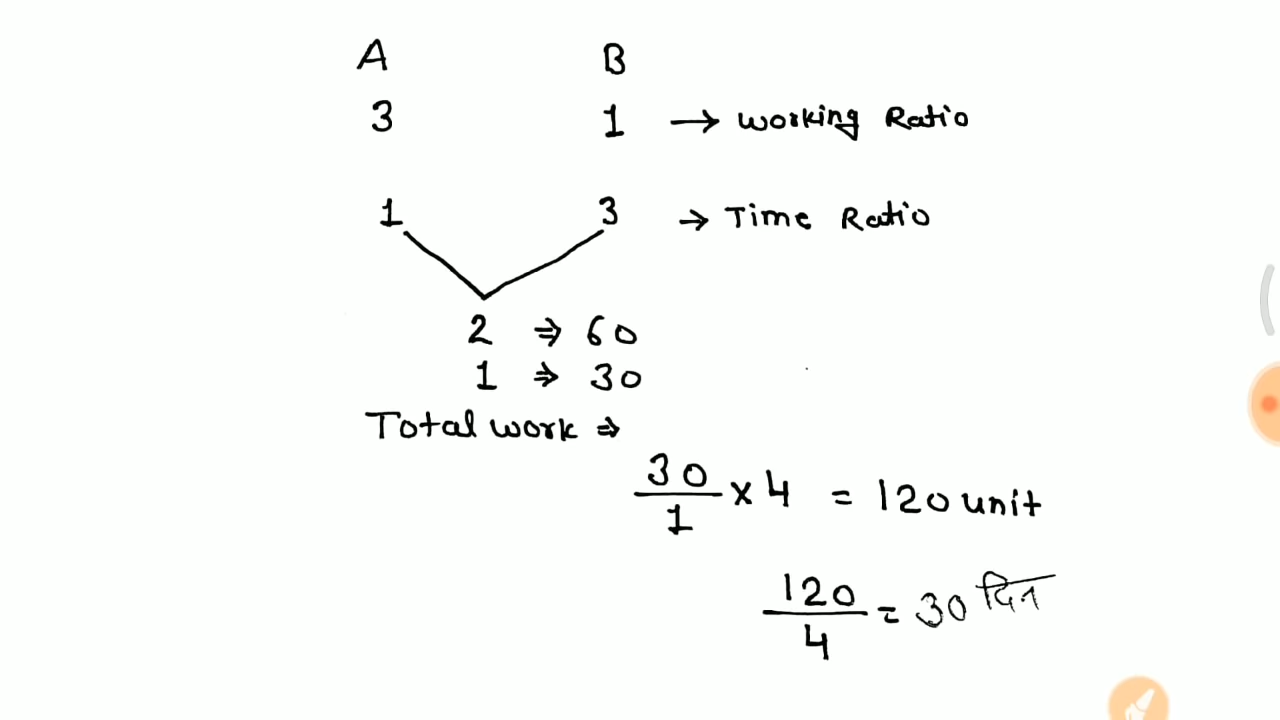 A B
3 1 → Working Ratio
1 3 → Time Ratio
2 ⇒ 60
1 ⇒ 30
Total work ⇒
30/1 × 4 = 120 unit
120/4 = 30 दिन